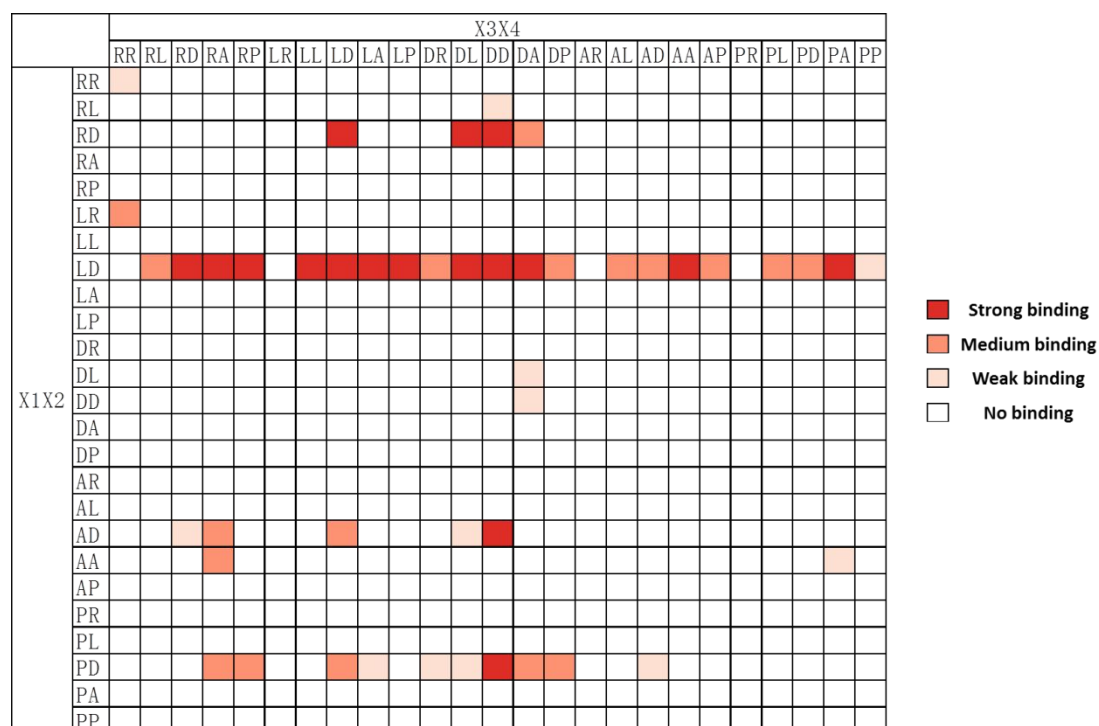 X3X4
RR RL RD RA RP LR LL LD LA LP DR DL DD DA DP AR AL AD AA AP PR PL PD PA PP
RR
RL
RD
RA
RP
LR
LL
LD
LA
LP
DR
DL
X1X2 DD
DA
DP
AR
AL
AD
AA
AP
PR
PL
PD
PA
PP
Strong binding
Medium binding
Weak binding
No binding